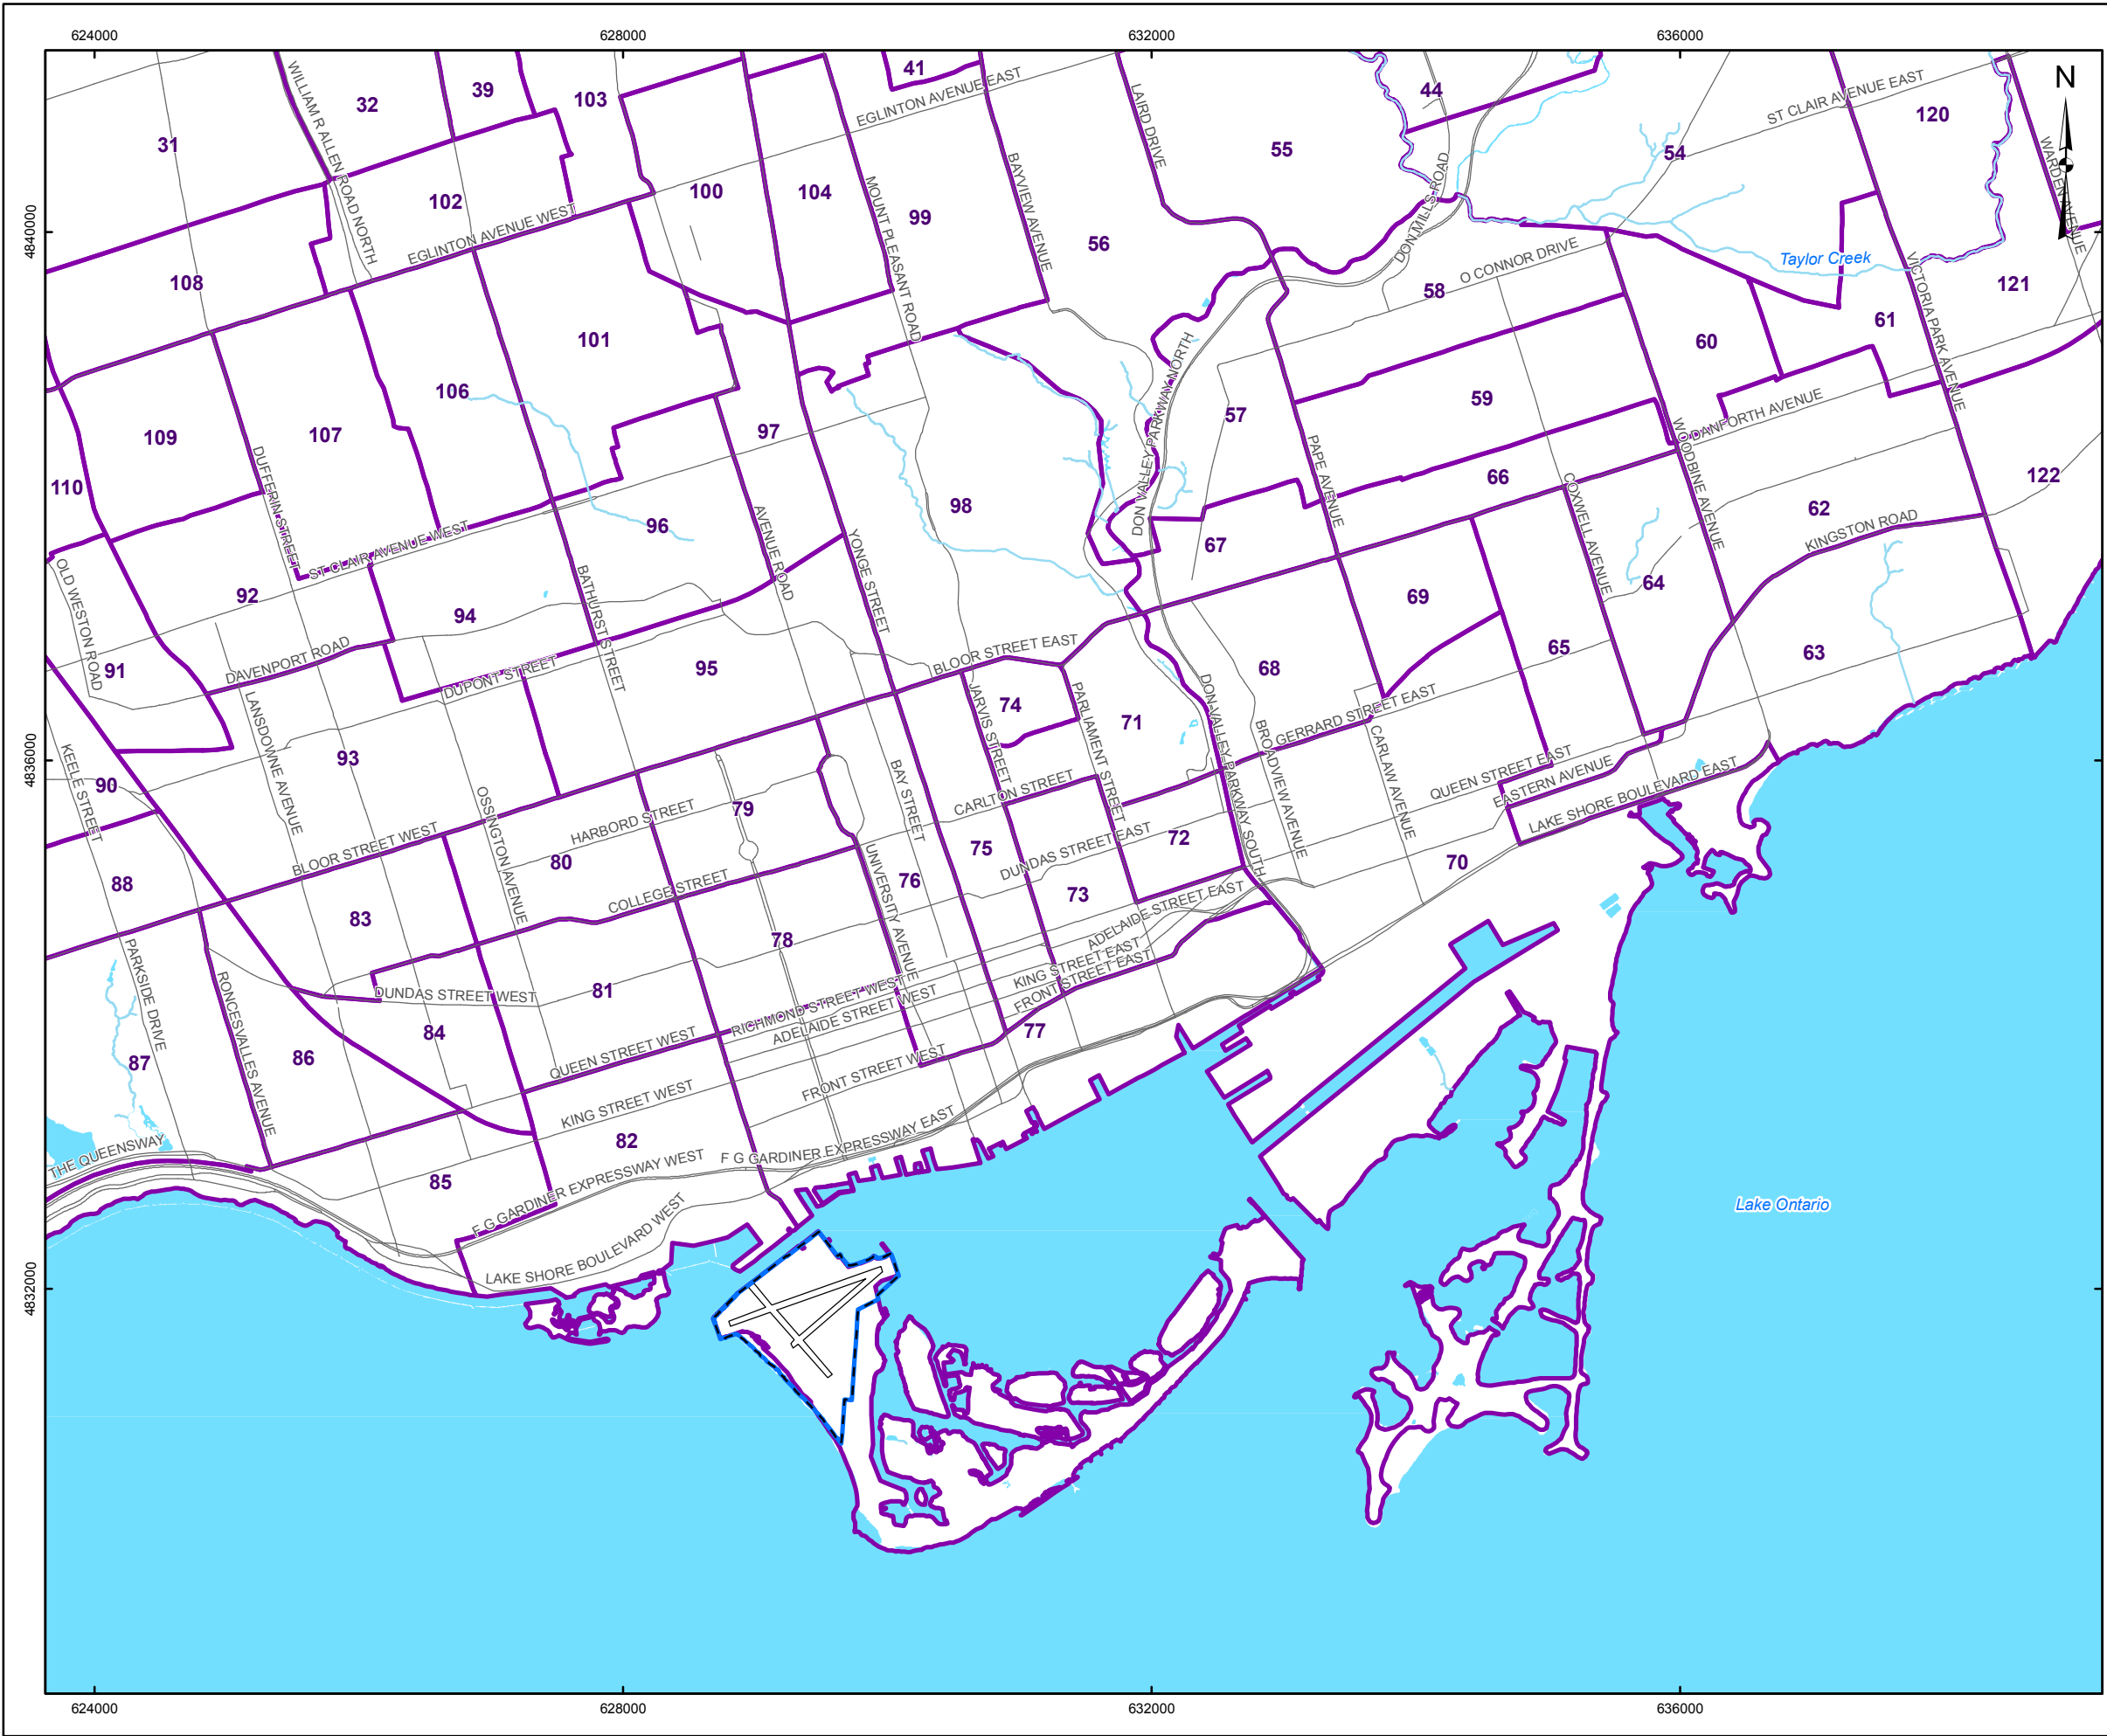 624000
628000
632000
636000
N
4840000
4836000
4832000
624000
628000
632000
636000
31
32
39
103
41
44
55
54
120
102
100
104
99
56
58
108
101
121
60
61
106
59
109
107
97
57
110
66
122
98
96
62
67
92
94
69
64
91
95
68
65
63
74
71
93
90
79
72
75
80
76
73
70
88
83
78
81
77
84
86
87
82
85
WILLIAM R ALLEN ROAD NORTH
EGLINTON AVENUE EAST
LAIRD DRIVE
ST CLAIR AVENUE EAST
WARDEN AVENUE
EGLINTON AVENUE WEST
MOUNT PLEASANT ROAD
BAYVIEW AVENUE
DON MILLS ROAD
O CONNOR DRIVE
Taylor Creek
VICTORIA PARK AVENUE
DON VALLEY PARKWAY NORTH
DUFFERIN STREET
ST CLAIR AVENUE WEST
AVENUE ROAD
YONGE STREET
PAPE AVENUE
COXWELL AVENUE
WOODBINE AVENUE
DANFORTH AVENUE
KINGSTON ROAD
OLD WESTON ROAD
DAVENPORT ROAD
BATHURST STREET
DUPONT STREET
BLOOR STREET EAST
JARVIS STREET
PARLIAMENT STREET
DON VALLEY PARKWAY SOUTH
BROADVIEW AVENUE
GERRARD STREET EAST
CARLAW AVENUE
QUEEN STREET EAST
EASTERN AVENUE
LAKE SHORE BOULEVARD EAST
KEELE STREET
LANSDOWNE AVENUE
OSSINGTON AVENUE
BLOOR STREET WEST
HARBORD STREET
BAY STREET
CARLTON STREET
DUNDAS STREET EAST
COLLEGE STREET
UNIVERSITY AVENUE
ADELAIDE STREET EAST
KING STREET EAST
FRONT STREET EAST
PARKSIDE DRIVE
RONCESVALLES AVENUE
DUNDAS STREET WEST
RICHMOND STREET WEST
ADELAIDE STREET WEST
QUEEN STREET WEST
FRONT STREET WEST
KING STREET WEST
THE QUEENSWAY
F G GARDINER EXPRESSWAY WEST
F G GARDINER EXPRESSWAY EAST
LAKE SHORE BOULEVARD WEST
Lake Ontario